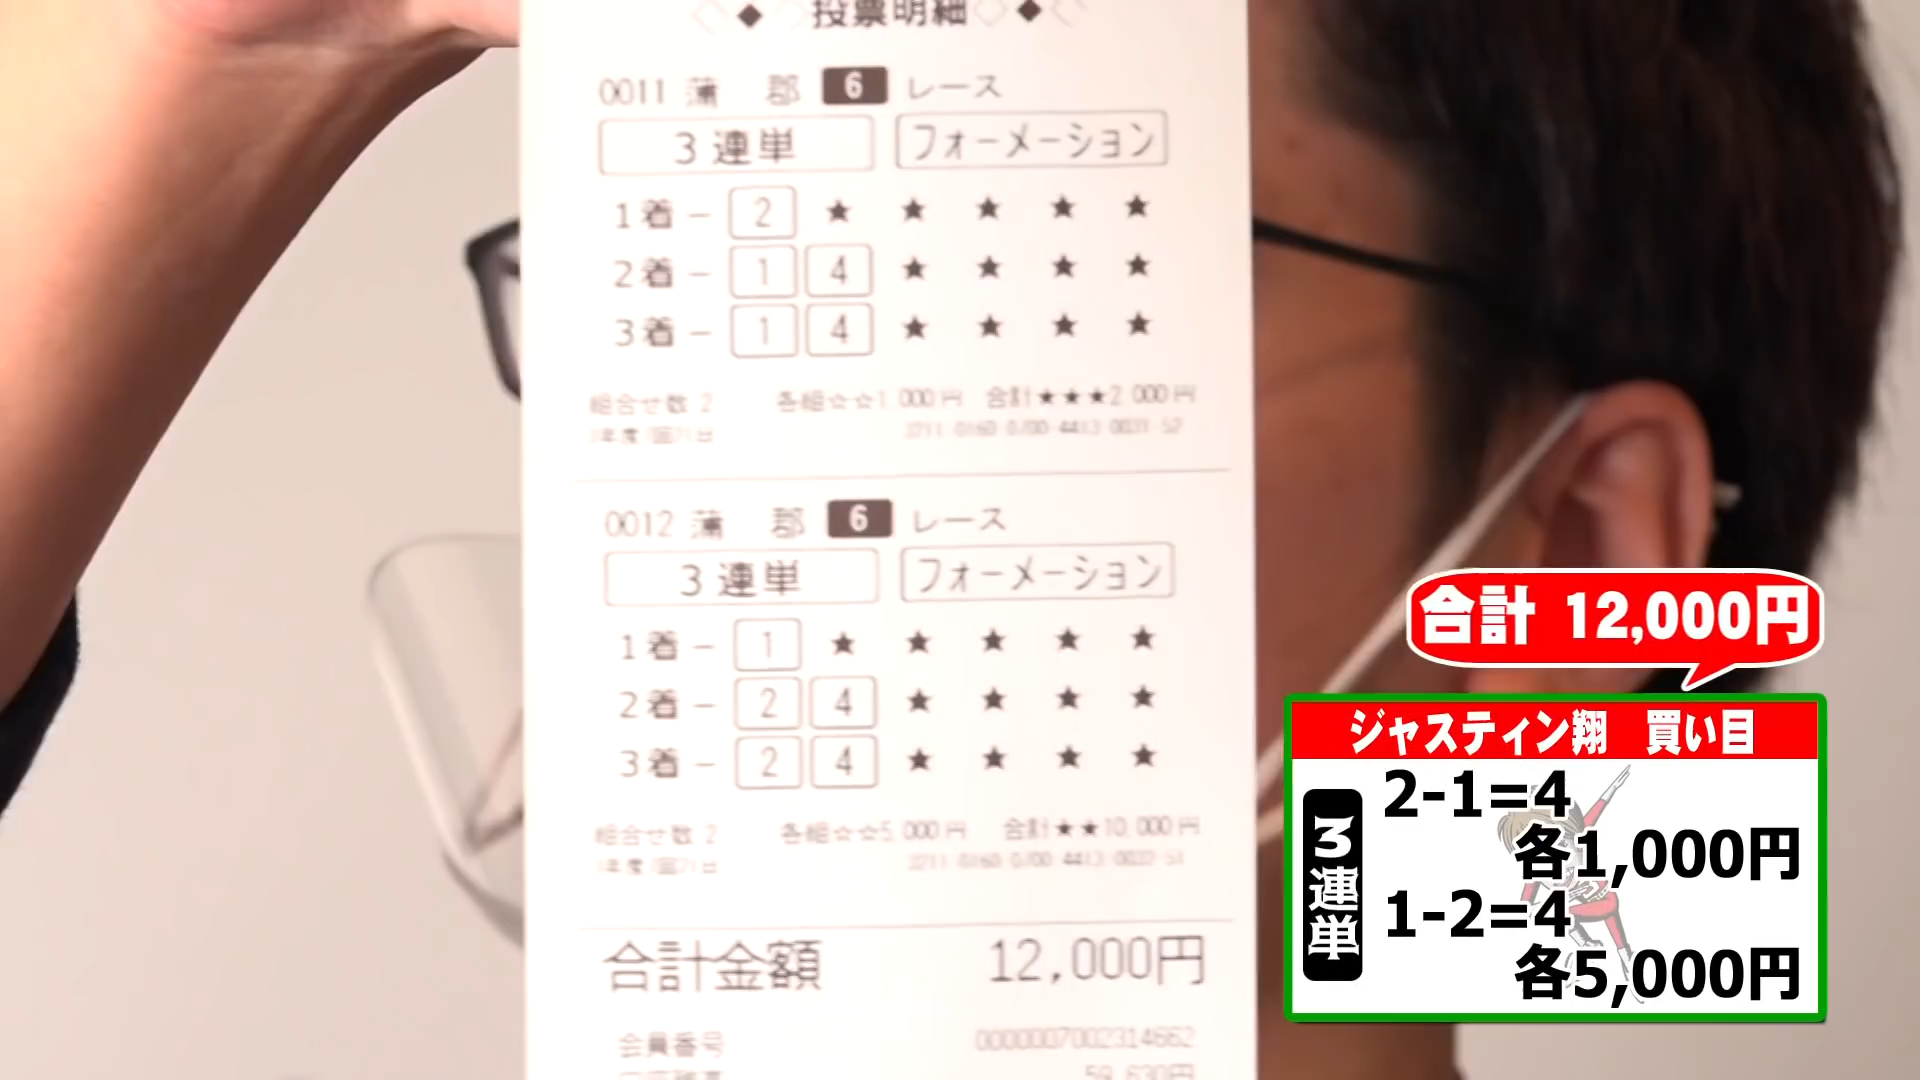 投票明細
0011 蒲 郡 6 レース
3連単 フォーメーション
1着 - 2 ★ ★ ★ ★ ★
2着 - 1 4 ★ ★ ★ ★
3着 - 1 4 ★ ★ ★ ★
組合せ数 2 各組☆☆1,000円 合計★★★2,000円
0012 蒲 郡 6 レース
3連単 フォーメーション
1着 - 1 ★ ★ ★ ★ ★
2着 - 2 4 ★ ★ ★ ★
3着 - 2 4 ★ ★ ★ ★
組合せ数 2 各組☆☆5,000円 合計★★10,000円
合計金額 12,000円
会員番号
合計 12,000円
ジャスティン翔 買い目
3連単
2-1=4
各1,000円
1-2=4
各5,000円